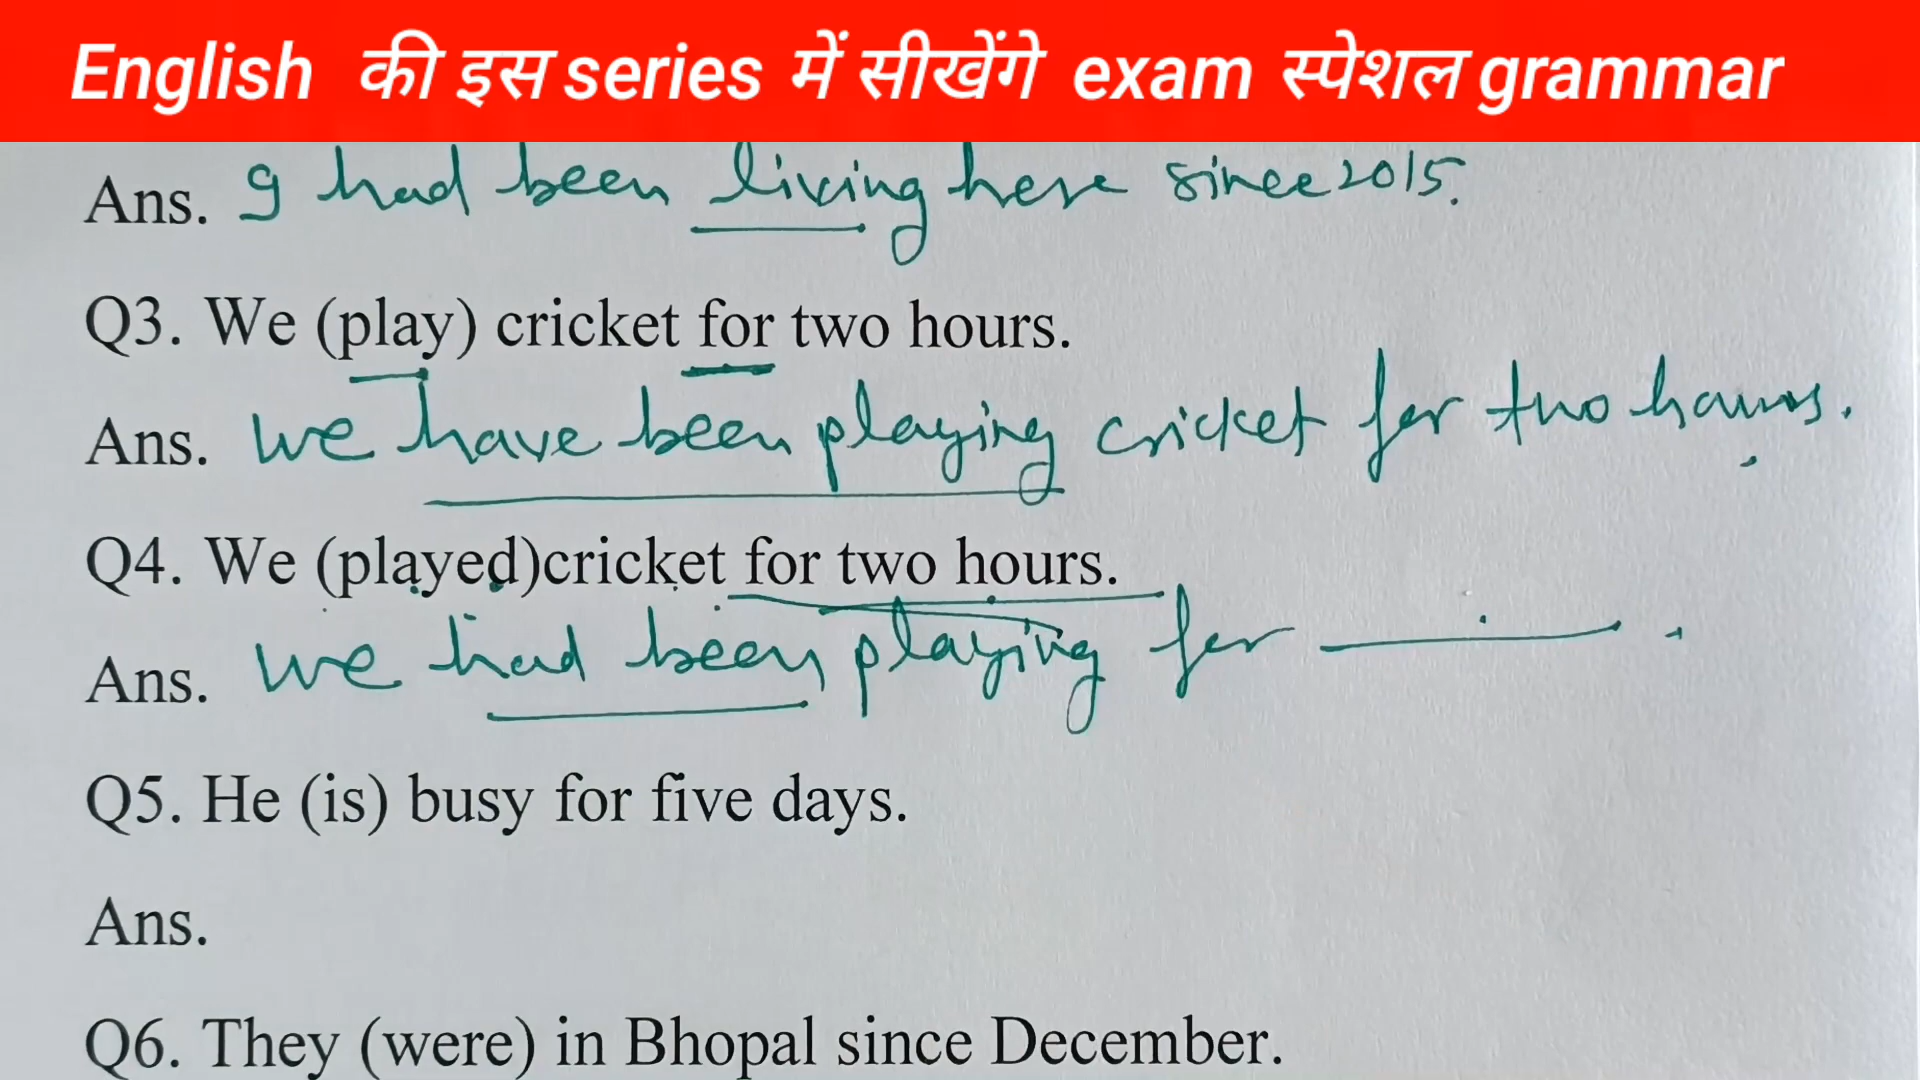 English की इस series में सीखेंगे exam स्पेशल grammar
Ans. I had been living here since 2015.
Q3. We (play) cricket for two hours.
Ans. We have been playing cricket for two hours.
Q4. We (played)cricket for two hours.
Ans. We had been playing for
Q5. He (is) busy for five days.
Ans.
Q6. They (were) in Bhopal since December.